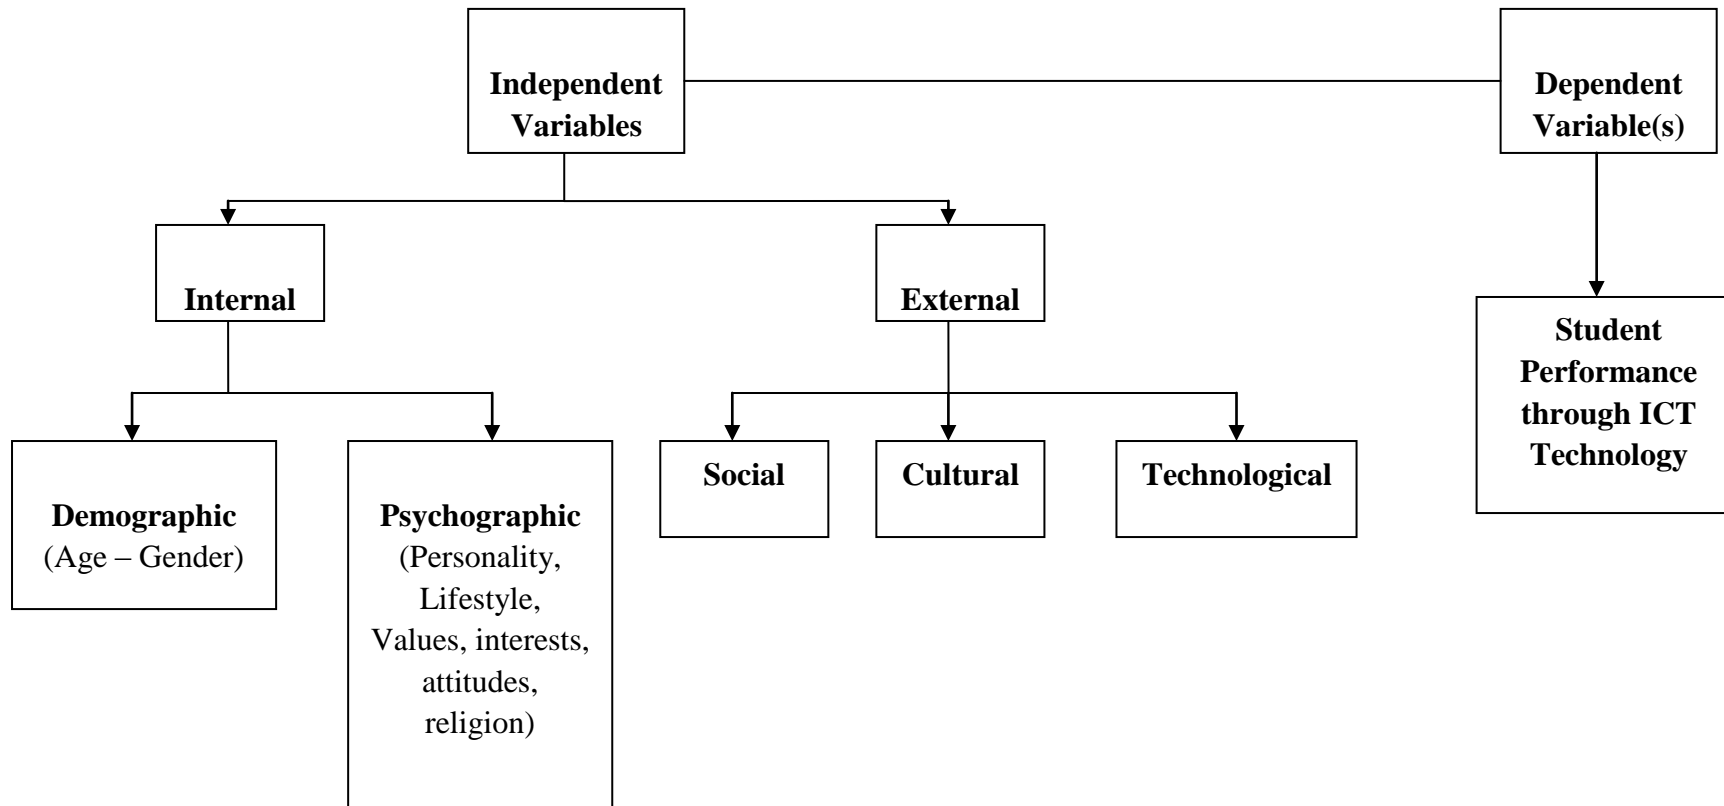 Independent
Variables
Dependent
Variable(s)
Internal
External
Student
Performance
through ICT
Technology
Demographic
(Age – Gender)
Psychographic
(Personality,
Lifestyle,
Values, interests,
attitudes,
religion)
Social
Cultural
Technological